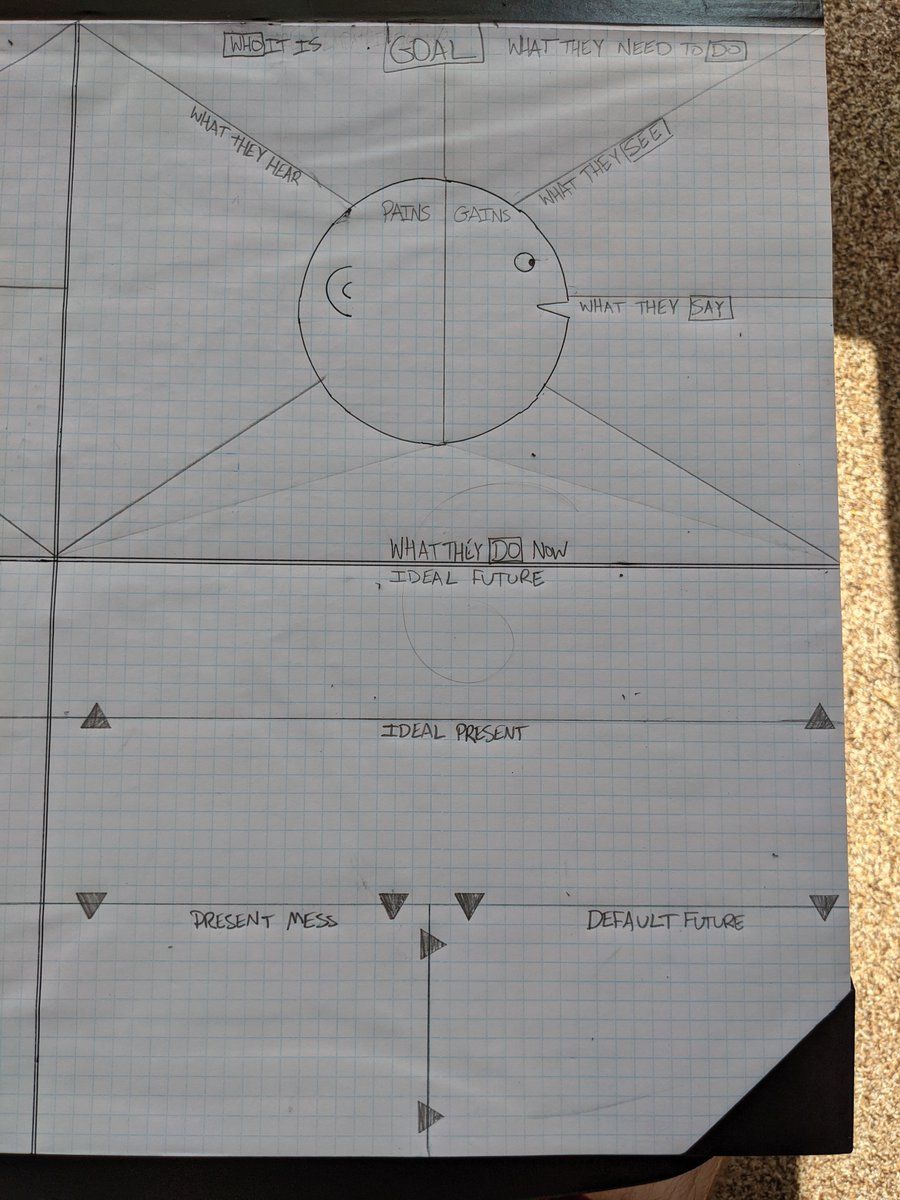 WHO IT IS
GOAL
WHAT THEY NEED TO DO
WHAT THEY HEAR
WHAT THEY SEE
PAINS
GAINS
WHAT THEY SAY
WHAT THEY DO NOW
IDEAL FUTURE
IDEAL PRESENT
PRESENT MESS
DEFAULT FUTURE